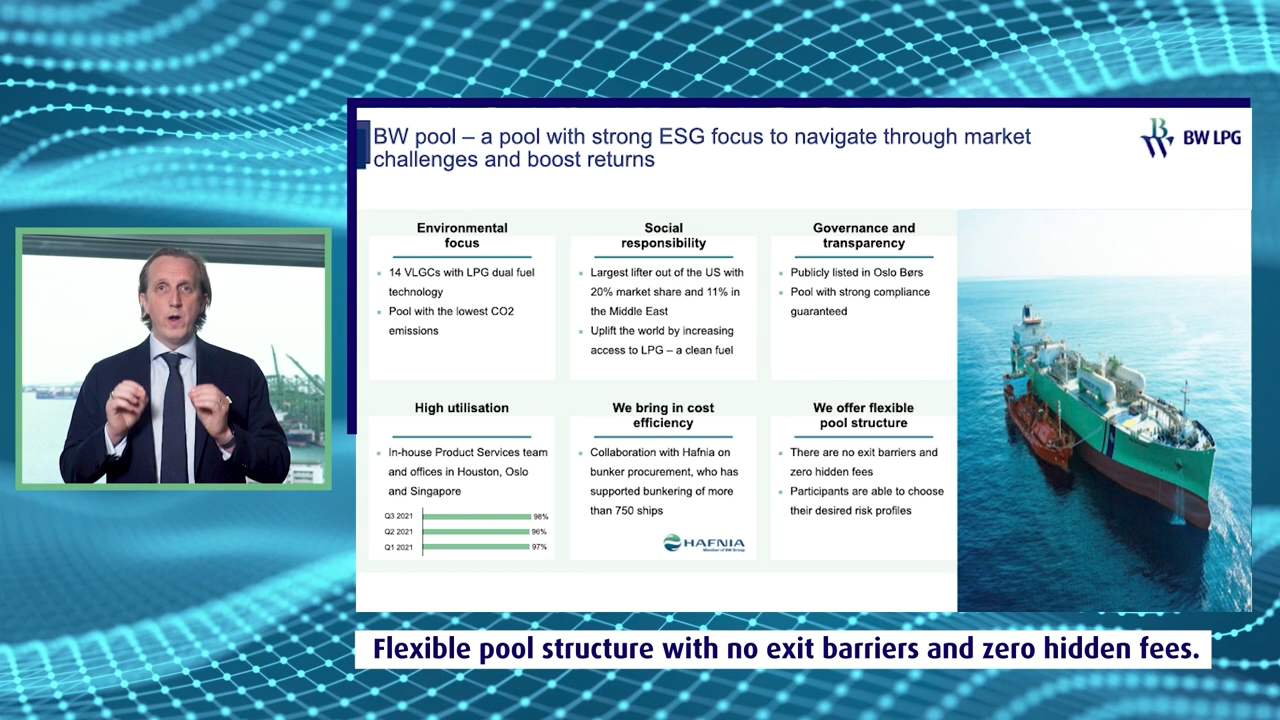 BW pool – a pool with strong ESG focus to navigate through market
challenges and boost returns
BW
BW LPG
Environmental
focus
14 VLGCs with LPG dual fuel
technology
Pool with the lowest CO2
emissions
Social
responsibility
Largest lifter out of the US with
20% market share and 11% in
the Middle East
Uplift the world by increasing
access to LPG – a clean fuel
Governance and
transparency
Publicly listed in Oslo Børs
Pool with strong compliance
guaranteed
High utilisation
In-house Product Services team
and offices in Houston, Oslo
and Singapore
Q3 2021 98%
Q2 2021 96%
Q1 2021 97%
We bring in cost
efficiency
Collaboration with Hafnia on
bunker procurement, who has
supported bunkering of more
than 750 ships
HAFNIA
Member of BW Group
We offer flexible
pool structure
There are no exit barriers and
zero hidden fees
Participants are able to choose
their desired risk profiles
Flexible pool structure with no exit barriers and zero hidden fees.